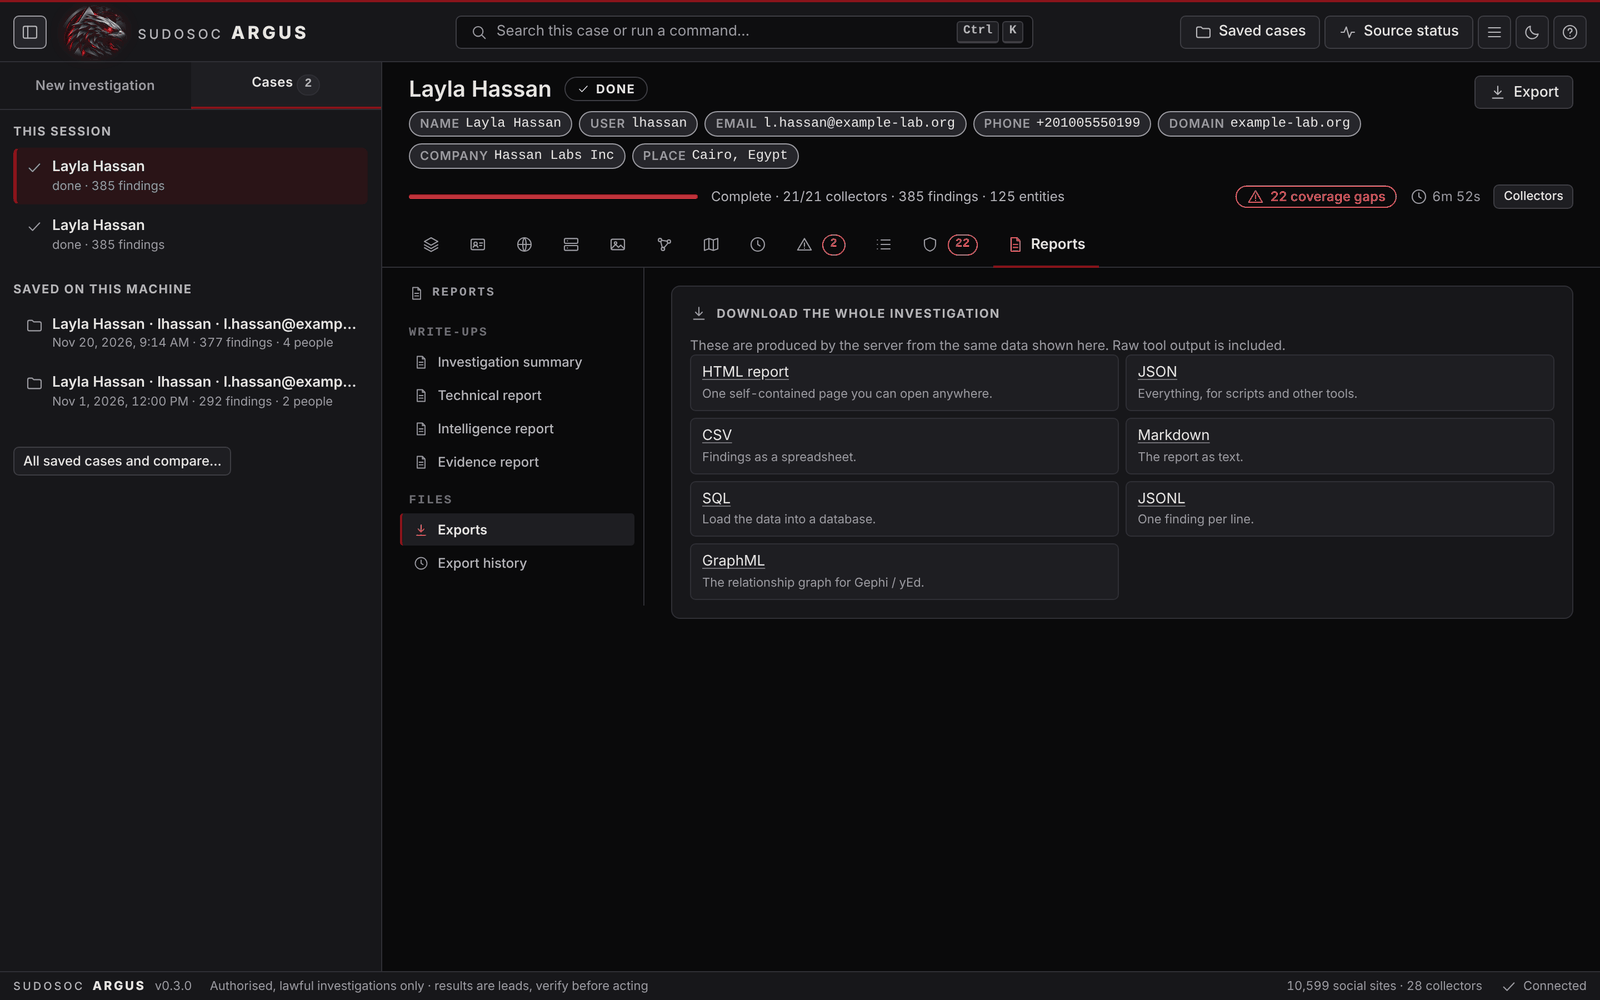 SUDOSOC ARGUS
Search this case or run a command...
Ctrl K
Saved cases
Source status
New investigation
Cases 2
THIS SESSION
Layla Hassan
done · 385 findings
Layla Hassan
done · 385 findings
SAVED ON THIS MACHINE
Layla Hassan · lhassan · l.hassan@examp...
Nov 20, 2026, 9:14 AM · 377 findings · 4 people
Layla Hassan · lhassan · l.hassan@examp...
Nov 1, 2026, 12:00 PM · 292 findings · 2 people
All saved cases and compare...
Layla Hassan
DONE
Export
NAME Layla Hassan
USER lhassan
EMAIL l.hassan@example-lab.org
PHONE +201005550199
DOMAIN example-lab.org
COMPANY Hassan Labs Inc
PLACE Cairo, Egypt
Complete · 21/21 collectors · 385 findings · 125 entities
22 coverage gaps
6m 52s
Collectors
2
22
Reports
REPORTS
WRITE-UPS
Investigation summary
Technical report
Intelligence report
Evidence report
FILES
Exports
Export history
DOWNLOAD THE WHOLE INVESTIGATION
These are produced by the server from the same data shown here. Raw tool output is included.
HTML report
One self-contained page you can open anywhere.
JSON
Everything, for scripts and other tools.
CSV
Findings as a spreadsheet.
Markdown
The report as text.
SQL
Load the data into a database.
JSONL
One finding per line.
GraphML
The relationship graph for Gephi / yEd.
SUDOSOC ARGUS v0.3.0
Authorised, lawful investigations only · results are leads, verify before acting
10,599 social sites · 28 collectors
Connected